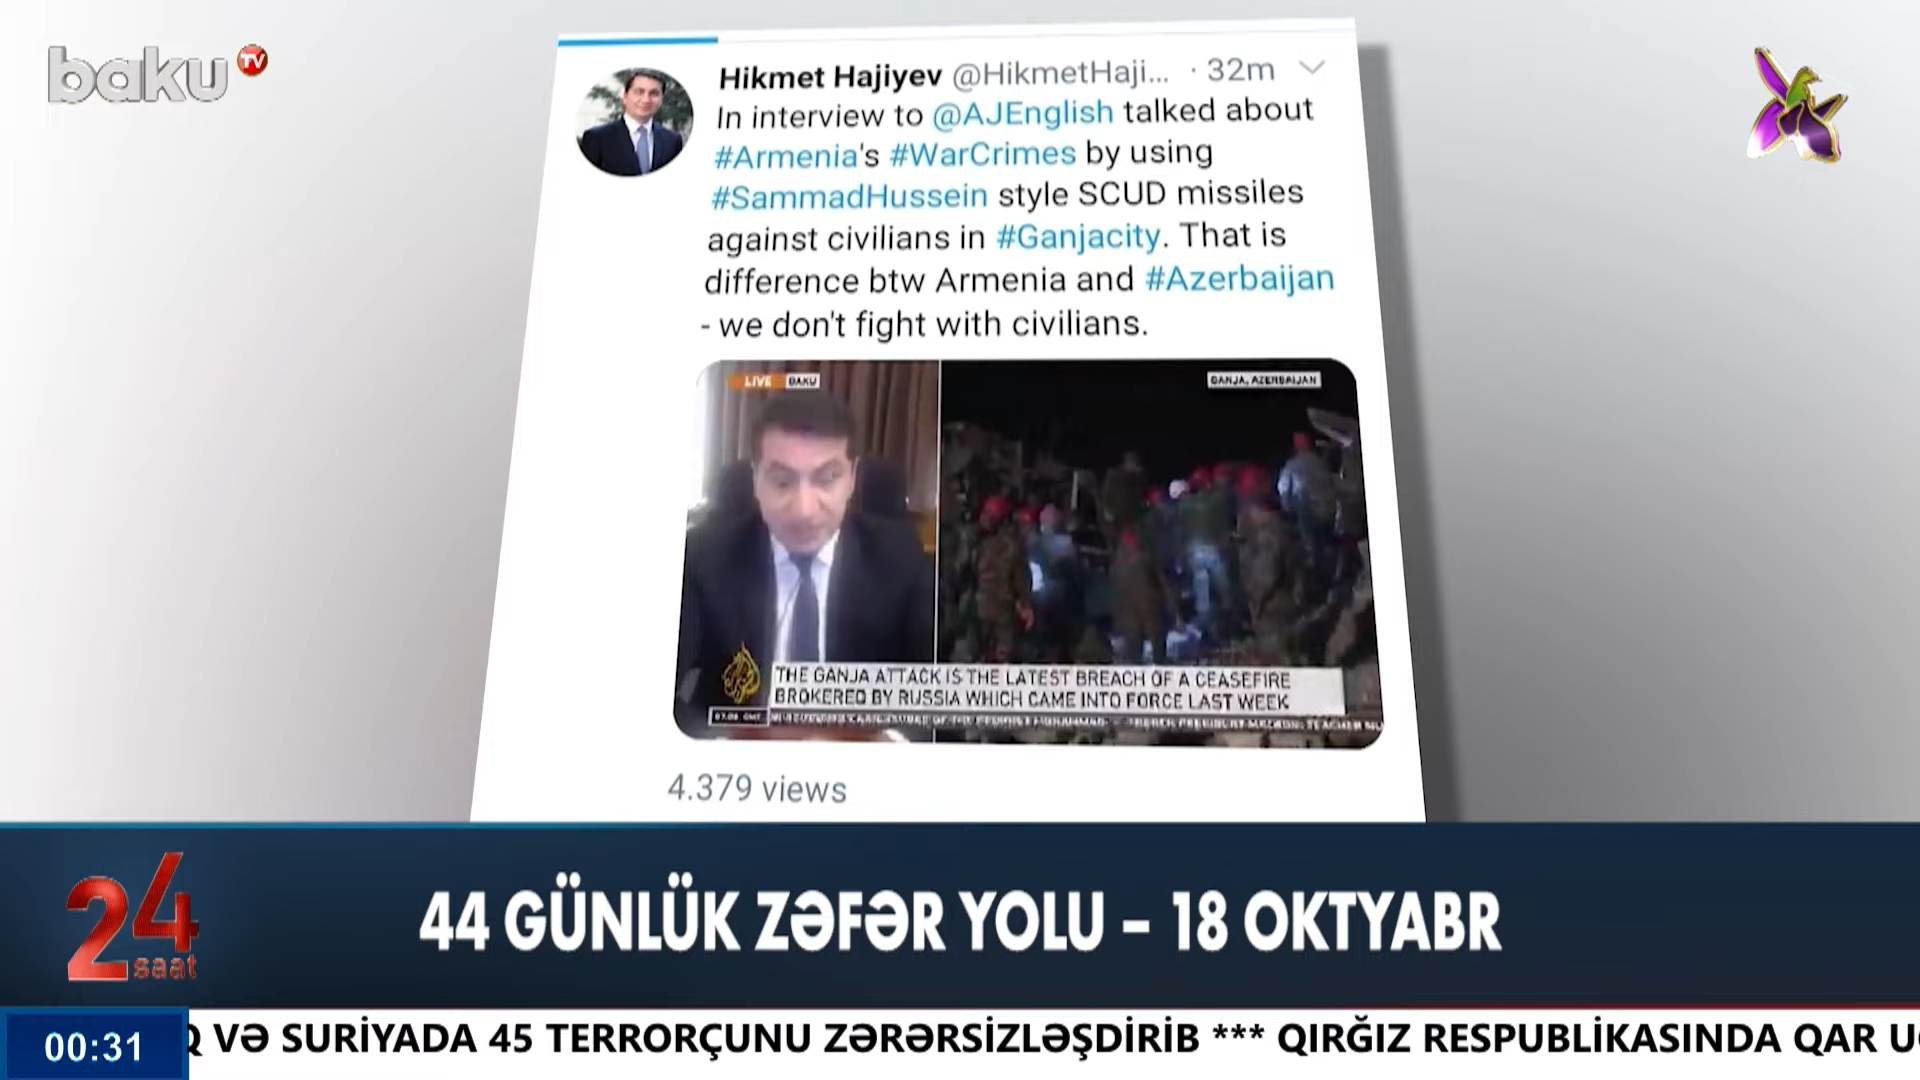 baku TV
Hikmet Hajiyev @HikmetHaji... · 32m
In interview to @AJEnglish talked about
#Armenia's #WarCrimes by using
#SammadHussein style SCUD missiles
against civilians in #Ganjacity. That is
difference btw Armenia and #Azerbaijan
- we don't fight with civilians.
LIVE BAKU
GANJA, AZERBAIJAN
THE GANJA ATTACK IS THE LATEST BREACH OF A CEASEFIRE
BROKERED BY RUSSIA WHICH CAME INTO FORCE LAST WEEK
4.379 views
24 saat
44 GÜNLÜK ZƏFƏR YOLU – 18 OKTYABR
00:31
Q VƏ SURİYADA 45 TERRORÇUNU ZƏRƏRSİZLƏŞDİRİB *** QIRĞIZ RESPUBLİKASINDA QAR